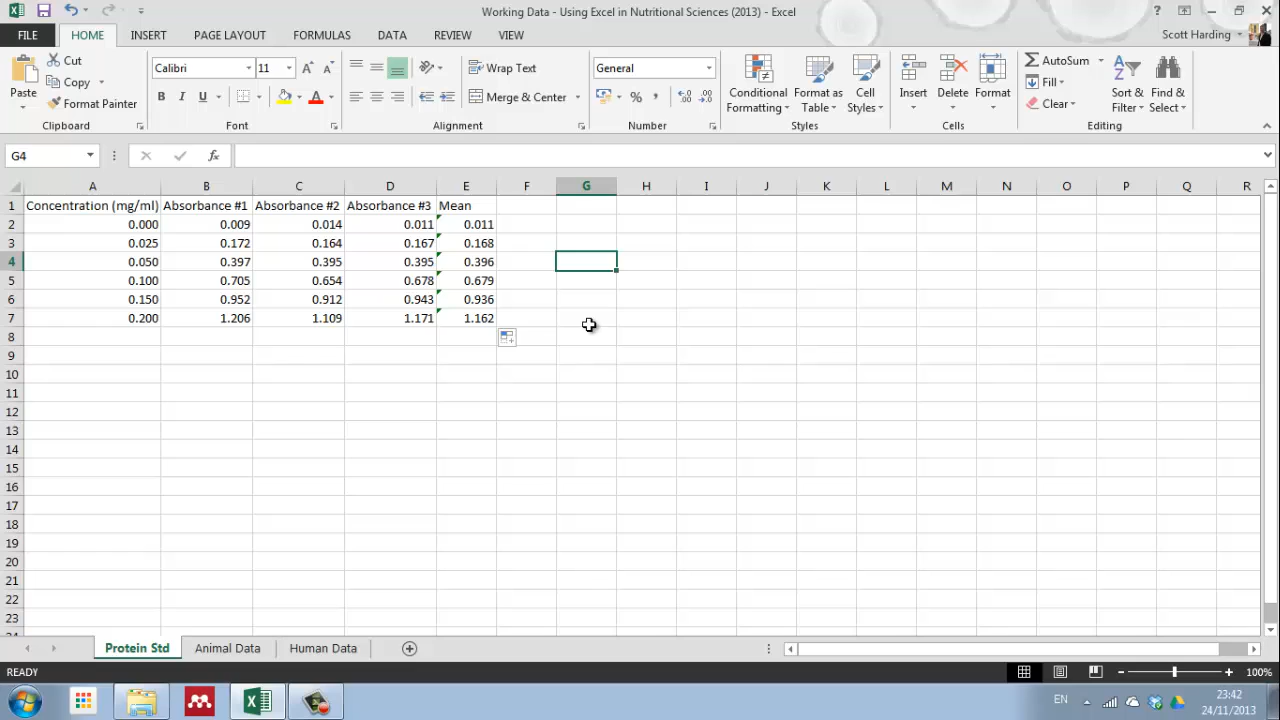 Working Data - Using Excel in Nutritional Sciences (2013) - Excel
?
FILE HOME INSERT PAGE LAYOUT FORMULAS DATA REVIEW VIEW Scott Harding
Paste Cut Calibri 11 Wrap Text General Conditional Formatting Format as Table Cell Styles Insert Delete Format AutoSum Sort & Filter Find & Select
Copy Fill
Format Painter B I U A Merge & Center % , Clear
Clipboard Font Alignment Number Styles Cells Editing
G4 fx
A B C D E F G H I J K L M N O P Q R
1 Concentration (mg/ml) Absorbance #1 Absorbance #2 Absorbance #3 Mean
2 0.000 0.009 0.014 0.011 0.011
3 0.025 0.172 0.164 0.167 0.168
4 0.050 0.397 0.395 0.395 0.396
5 0.100 0.705 0.654 0.678 0.679
6 0.150 0.952 0.912 0.943 0.936
7 0.200 1.206 1.109 1.171 1.162
8
9
10
11
12
13
14
15
16
17
18
19
20
21
22
23
Protein Std Animal Data Human Data
READY 100%
EN 23:42
24/11/2013